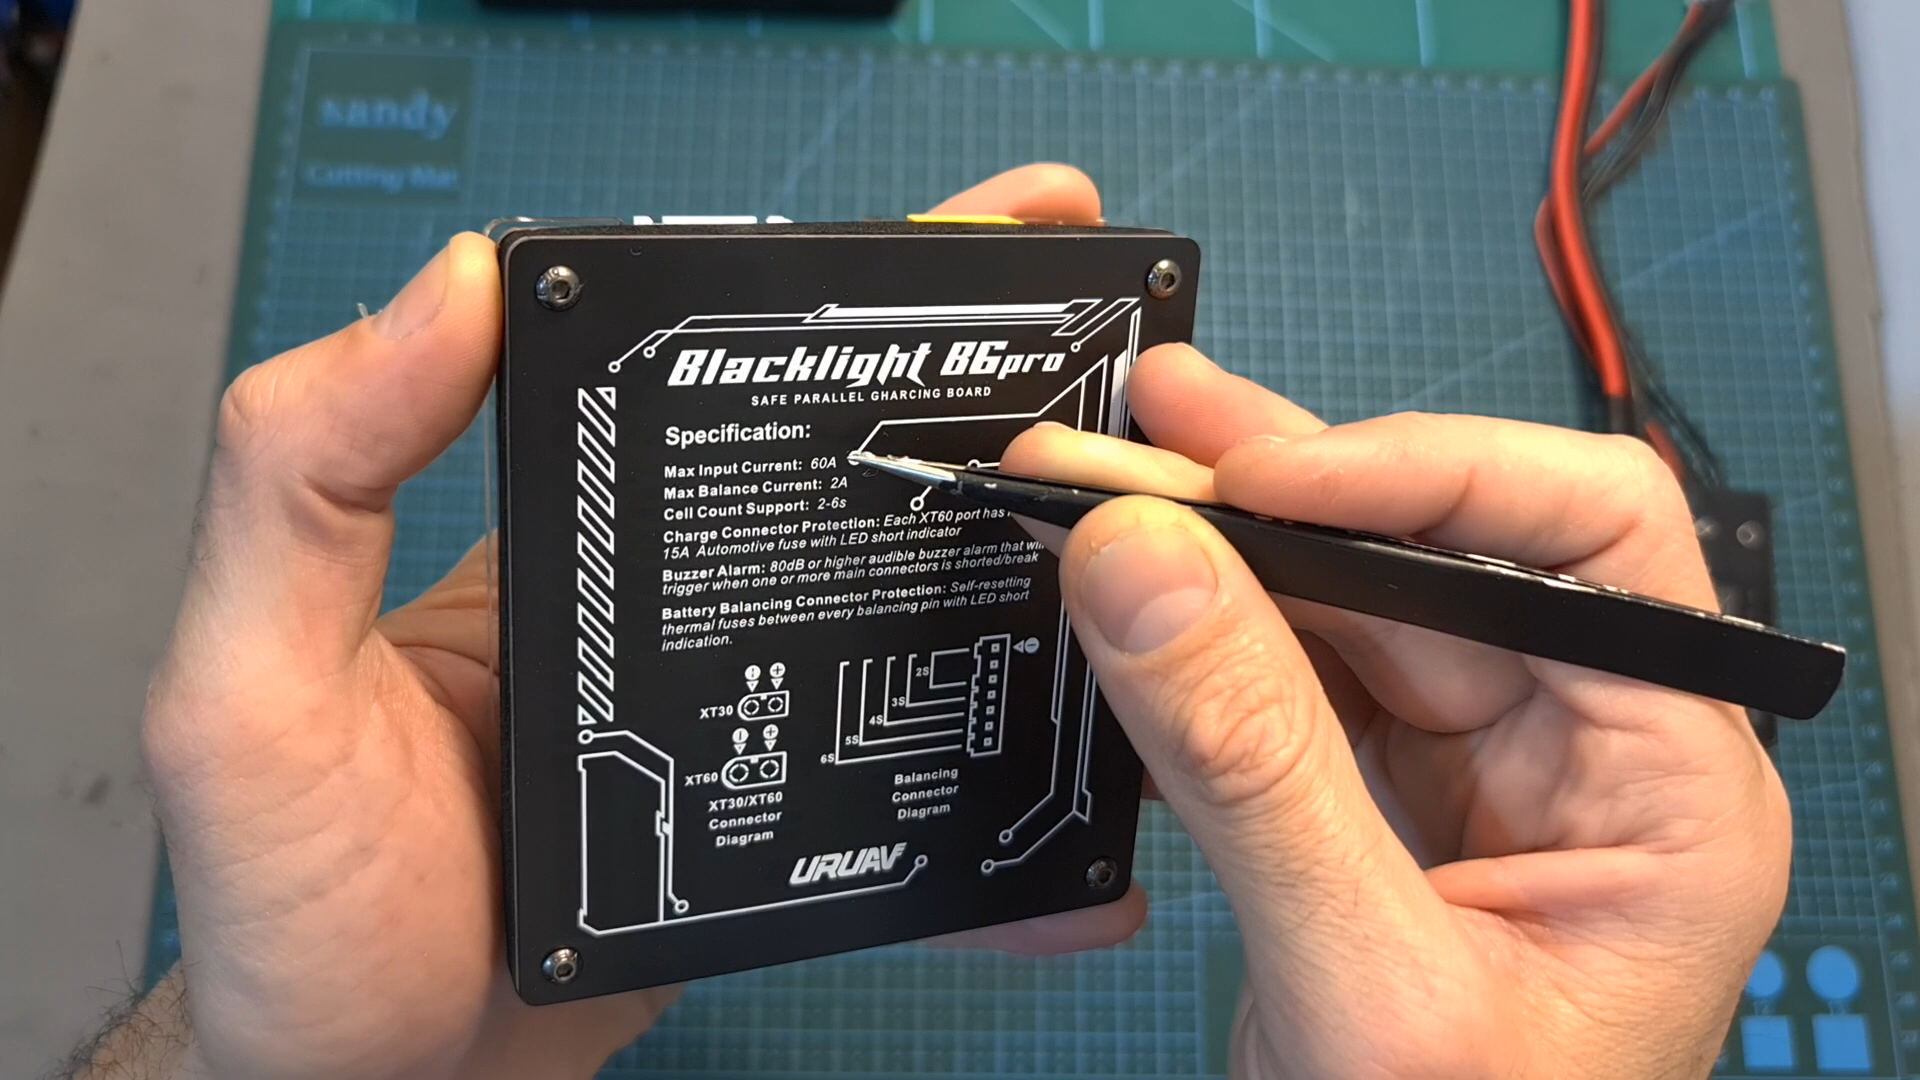 sandy
Cutting Mat
Blacklight B6pro
SAFE PARALLEL GHARCING BOARD
Specification:
Max Input Current: 60A
Max Balance Current: 2A
Cell Count Support: 2-6s
Charge Connector Protection: Each XT60 port has
15A Automotive fuse with LED short indicator
Buzzer Alarm: 80dB or higher audible buzzer alarm that will
trigger when one or more main connectors is shorted/break
Battery Balancing Connector Protection: Self-resetting
thermal fuses between every balancing pin with LED short
indication.
XT30
XT60
XT30/XT60
Connector
Diagram
2S
3S
4S
5S
6S
Balancing
Connector
Diagram
URUAV